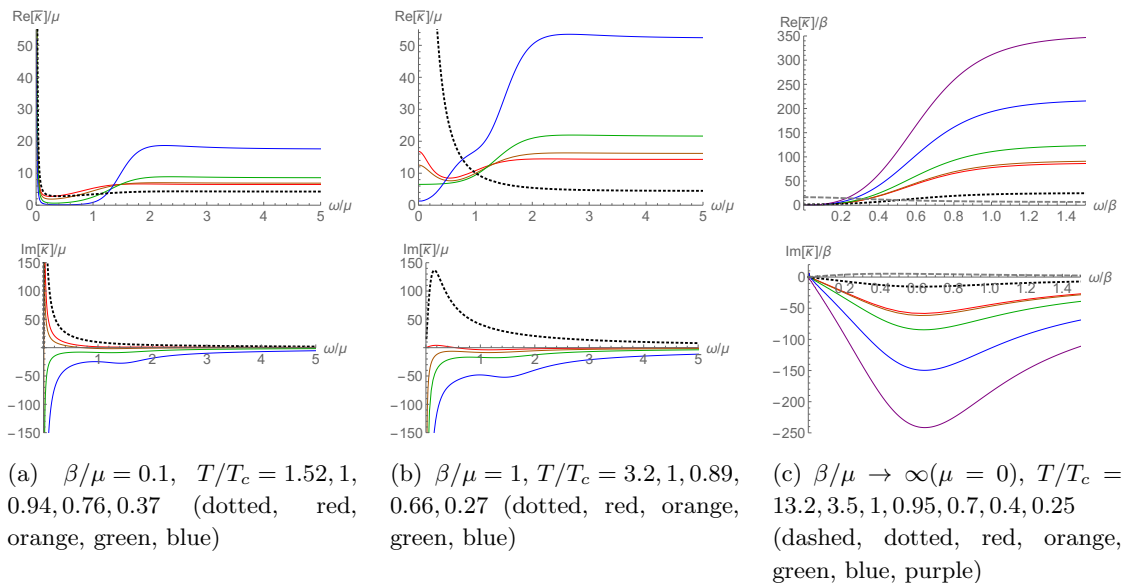 Re[κ̅]/μ
50
40
30
20
10
0
0 1 2 3 4 5
ω/μ
Re[κ̅]/μ
50
40
30
20
10
0
0 1 2 3 4 5
ω/μ
Re[κ̅]/β
350
300
250
200
150
100
50
0
0.2 0.4 0.6 0.8 1.0 1.2 1.4
ω/β
Im[κ̅]/μ
150
100
50
0
-50
-100
-150
1 2 3 4 5
ω/μ
Im[κ̅]/μ
150
100
50
0
-50
-100
-150
1 2 3 4 5
ω/μ
Im[κ̅]/β
0
-50
-100
-150
-200
-250
0.2 0.4 0.6 0.8 1.0 1.2 1.4
ω/β
(a) β/μ = 0.1, T/T_c = 1.52, 1,
0.94, 0.76, 0.37 (dotted, red,
orange, green, blue)
(b) β/μ = 1, T/T_c = 3.2, 1, 0.89,
0.66, 0.27 (dotted, red, orange,
green, blue)
(c) β/μ → ∞(μ = 0), T/T_c =
13.2, 3.5, 1, 0.95, 0.7, 0.4, 0.25
(dashed, dotted, red, orange,
green, blue, purple)